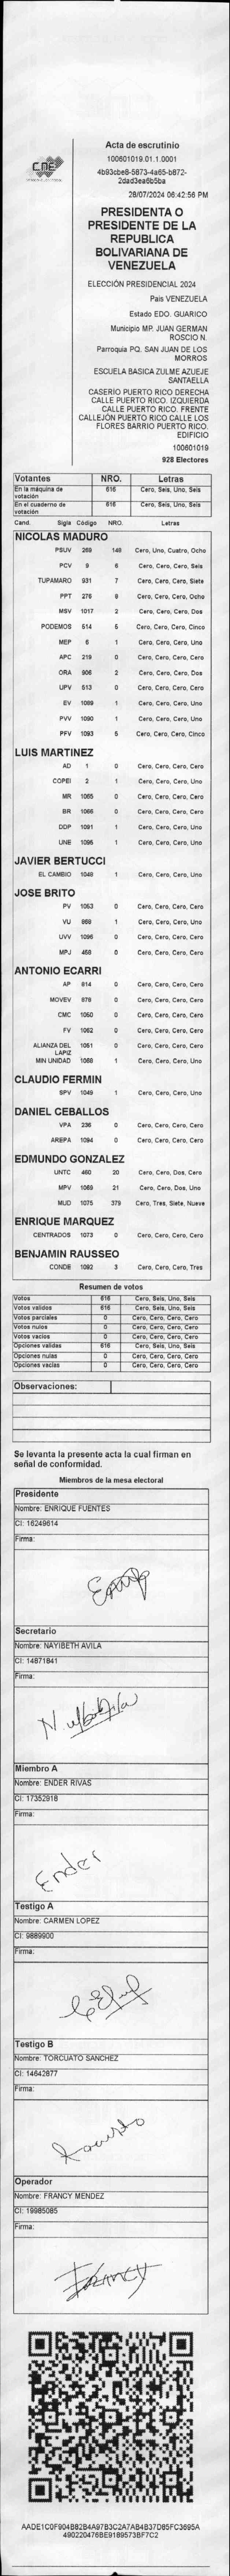 Acta de escrutinio
100601019.01.1.0001
4b93cbe8-5873-4a65-b872-
2dad3ea6b5ba
28/07/2024 06:42:56 PM
CNE
PRESIDENTA O
PRESIDENTE DE LA
REPUBLICA
BOLIVARIANA DE
VENEZUELA
ELECCIÓN PRESIDENCIAL 2024
Pais VENEZUELA
Estado EDO. GUARICO
Municipio MP. JUAN GERMAN
ROSCIO N.
Parroquia PQ. SAN JUAN DE LOS
MORROS
ESCUELA BASICA ZULME AZUEJE
SANTAELLA
CASERÍO PUERTO RICO DERECHA
CALLE PUERTO RICO. IZQUIERDA
CALLE PUERTO RICO. FRENTE
CALLEJÓN PUERTO RICO CALLE LOS
FLORES BARRIO PUERTO RICO.
EDIFICIO
100601019
928 Electores
Votantes NRO. Letras
En la máquina de votación 616 Cero, Seis, Uno, Seis
En el cuaderno de votación 616 Cero, Seis, Uno, Seis
Cand. Sigla Código NRO. Letras
NICOLAS MADURO
PSUV 269 148 Cero, Uno, Cuatro, Ocho
PCV 9 6 Cero, Cero, Cero, Seis
TUPAMARO 931 7 Cero, Cero, Cero, Siete
PPT 276 8 Cero, Cero, Cero, Ocho
MSV 1017 2 Cero, Cero, Cero, Dos
PODEMOS 514 5 Cero, Cero, Cero, Cinco
MEP 6 1 Cero, Cero, Cero, Uno
APC 219 0 Cero, Cero, Cero, Cero
ORA 906 2 Cero, Cero, Cero, Dos
UPV 513 0 Cero, Cero, Cero, Cero
EV 1089 1 Cero, Cero, Cero, Uno
PVV 1090 1 Cero, Cero, Cero, Uno
PFV 1093 5 Cero, Cero, Cero, Cinco
LUIS MARTINEZ
AD 1 0 Cero, Cero, Cero, Cero
COPEI 2 1 Cero, Cero, Cero, Uno
MR 1065 0 Cero, Cero, Cero, Cero
BR 1066 0 Cero, Cero, Cero, Cero
DDP 1091 1 Cero, Cero, Cero, Uno
UNE 1095 1 Cero, Cero, Cero, Uno
JAVIER BERTUCCI
EL CAMBIO 1048 1 Cero, Cero, Cero, Uno
JOSE BRITO
PV 1053 0 Cero, Cero, Cero, Cero
VU 868 1 Cero, Cero, Cero, Uno
UVV 1096 0 Cero, Cero, Cero, Cero
MPJ 458 0 Cero, Cero, Cero, Cero
ANTONIO ECARRI
AP 814 0 Cero, Cero, Cero, Cero
MOVEV 878 0 Cero, Cero, Cero, Cero
CMC 1050 0 Cero, Cero, Cero, Cero
FV 1052 0 Cero, Cero, Cero, Cero
ALIANZA DEL LAPIZ 1051 0 Cero, Cero, Cero, Cero
MIN UNIDAD 1068 1 Cero, Cero, Cero, Uno
CLAUDIO FERMIN
SPV 1049 1 Cero, Cero, Cero, Uno
DANIEL CEBALLOS
VPA 236 0 Cero, Cero, Cero, Cero
AREPA 1094 0 Cero, Cero, Cero, Cero
EDMUNDO GONZALEZ
UNTC 460 20 Cero, Cero, Dos, Cero
MPV 1069 21 Cero, Cero, Dos, Uno
MUD 1075 379 Cero, Tres, Siete, Nueve
ENRIQUE MARQUEZ
CENTRADOS 1073 0 Cero, Cero, Cero, Cero
BENJAMIN RAUSSEO
CONDE 1092 3 Cero, Cero, Cero, Tres
Resumen de votos
Votos 616 Cero, Seis, Uno, Seis
Votos validos 616 Cero, Seis, Uno, Seis
Votos parciales 0 Cero, Cero, Cero, Cero
Votos nulos 0 Cero, Cero, Cero, Cero
Votos vacios 0 Cero, Cero, Cero, Cero
Opciones validas 616 Cero, Seis, Uno, Seis
Opciones nulas 0 Cero, Cero, Cero, Cero
Opciones vacias 0 Cero, Cero, Cero, Cero
Observaciones:
Se levanta la presente acta la cual firman en
señal de conformidad.
Miembros de la mesa electoral
Presidente
Nombre: ENRIQUE FUENTES
CI: 16249614
Firma:
Secretario
Nombre: NAYIBETH AVILA
CI: 14871841
Firma:
Miembro A
Nombre: ENDER RIVAS
CI: 17352918
Firma:
Ender
Testigo A
Nombre: CARMEN LOPEZ
CI: 9889900
Firma:
Testigo B
Nombre: TORCUATO SANCHEZ
CI: 14642877
Firma:
Operador
Nombre: FRANCY MENDEZ
CI: 19985085
Firma:
FRANCY
AADE1C0F904BB2B4A97B3C2A7AB4B37D85FC3695A
490220476BE9189573BF7C2